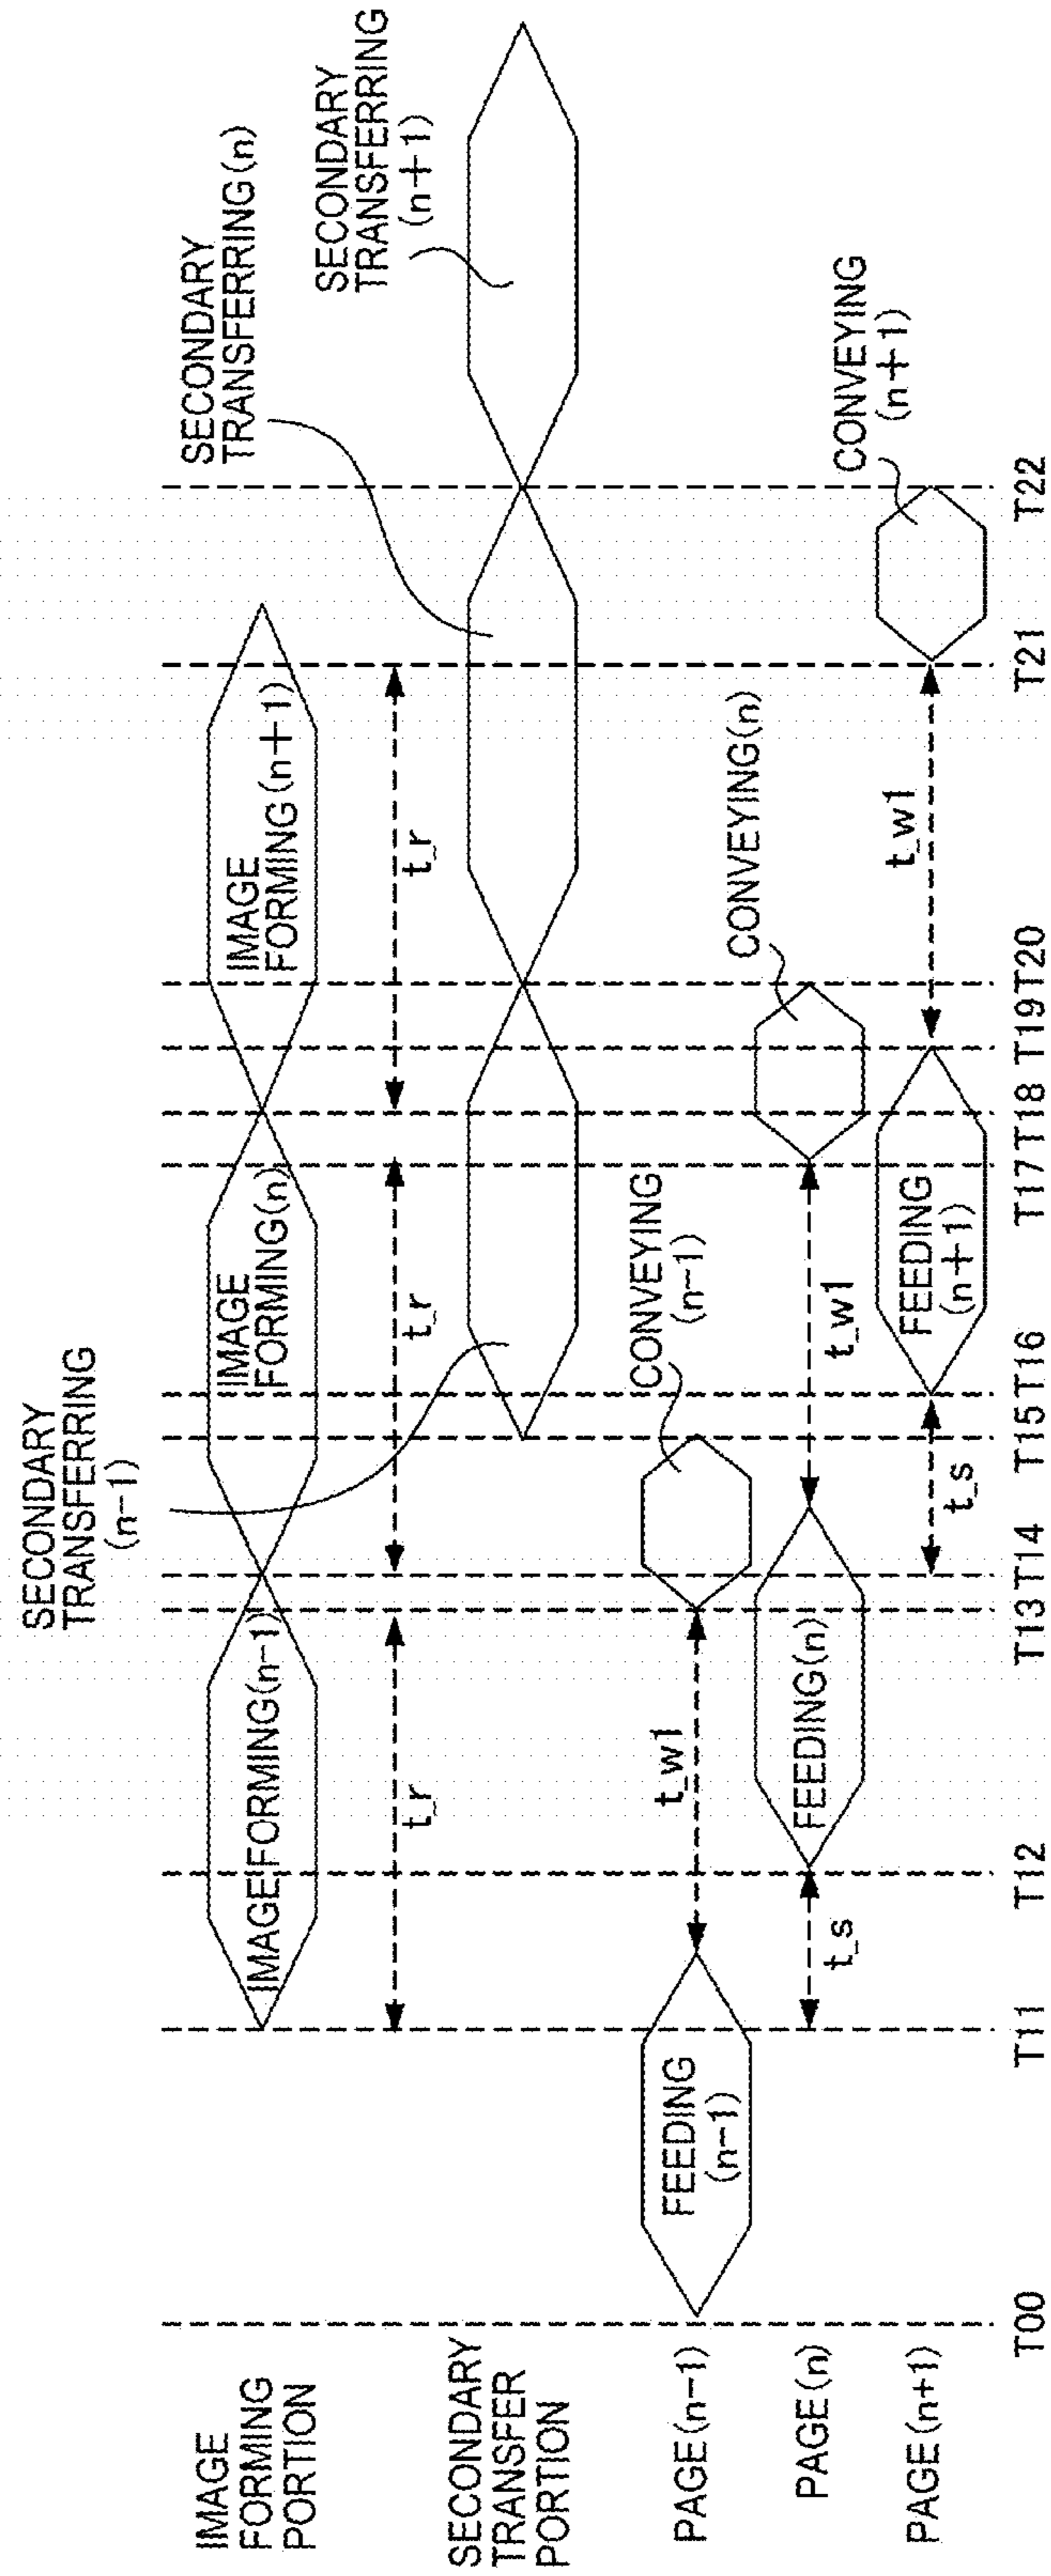 SECONDARY
TRANSFERRING
(n-1)
SECONDARY
TRANSFERRING(n)
SECONDARY
TRANSFERRING
(n+1)
IMAGE
FORMING
PORTION
IMAGE FORMING(n-1)
IMAGE
FORMING(n)
IMAGE
FORMING(n+1)
t_r
t_r
t_r
SECONDARY
TRANSFER
PORTION
PAGE(n-1)
FEEDING
(n-1)
t_w1
CONVEYING
(n-1)
PAGE(n)
t_s
FEEDING(n)
t_w1
CONVEYING(n)
PAGE(n+1)
t_s
FEEDING
(n+1)
t_w1
CONVEYING
(n+1)
T00
T11
T12
T13 T14
T15 T16
T17 T18
T19 T20
T21
T22